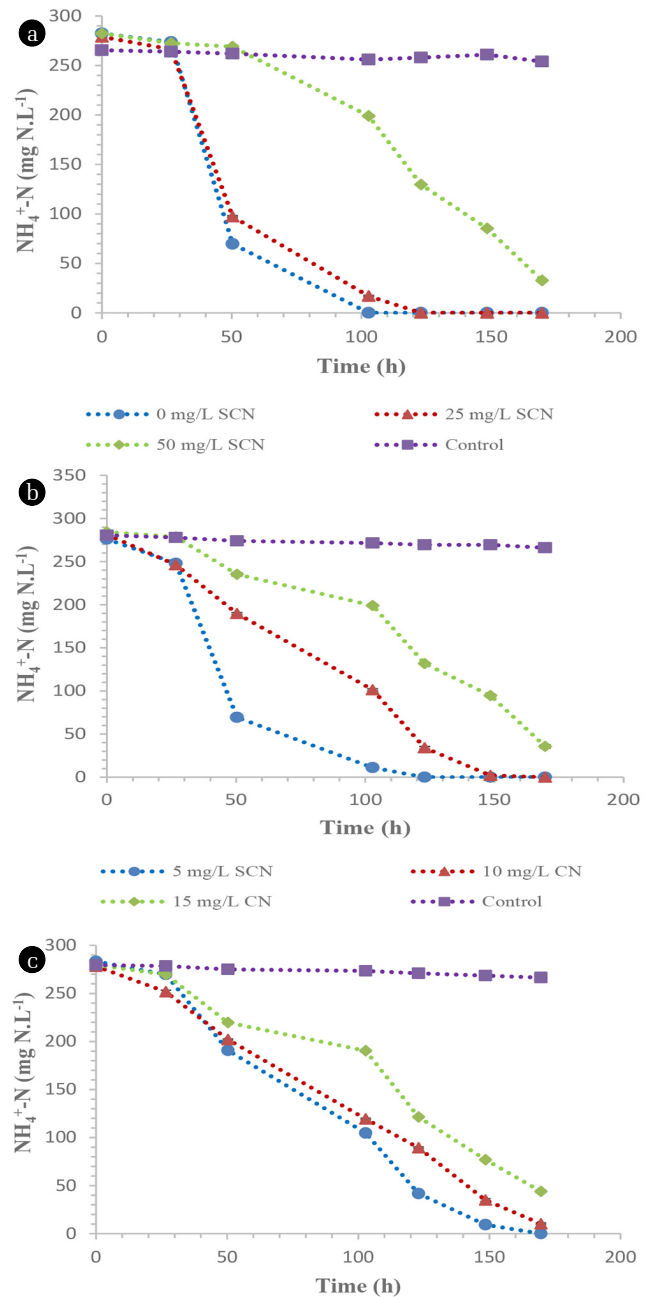 a
300
250
200
150
100
50
0
NH₄⁺-N (mg N.L⁻¹)
0 50 100 150 200
Time (h)
0 mg/L SCN 25 mg/L SCN
50 mg/L SCN Control
b
350
300
250
200
150
100
50
0
NH₄⁺-N (mg N.L⁻¹)
0 50 100 150 200
Time (h)
5 mg/L SCN 10 mg/L CN
15 mg/L CN Control
c
300
250
200
150
100
50
0
NH₄⁺-N (mg N.L⁻¹)
0 50 100 150 200
Time (h)